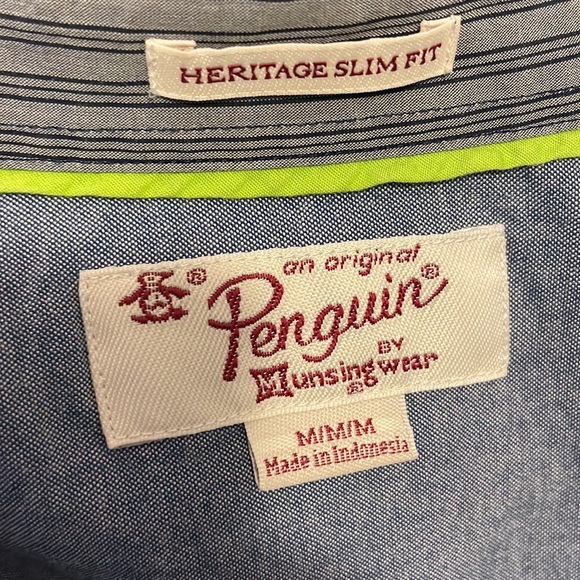 HERITAGE SLIM FIT
® an original
Penguin®
BY
Munsingwear®
M/M/M
Made in Indonesia